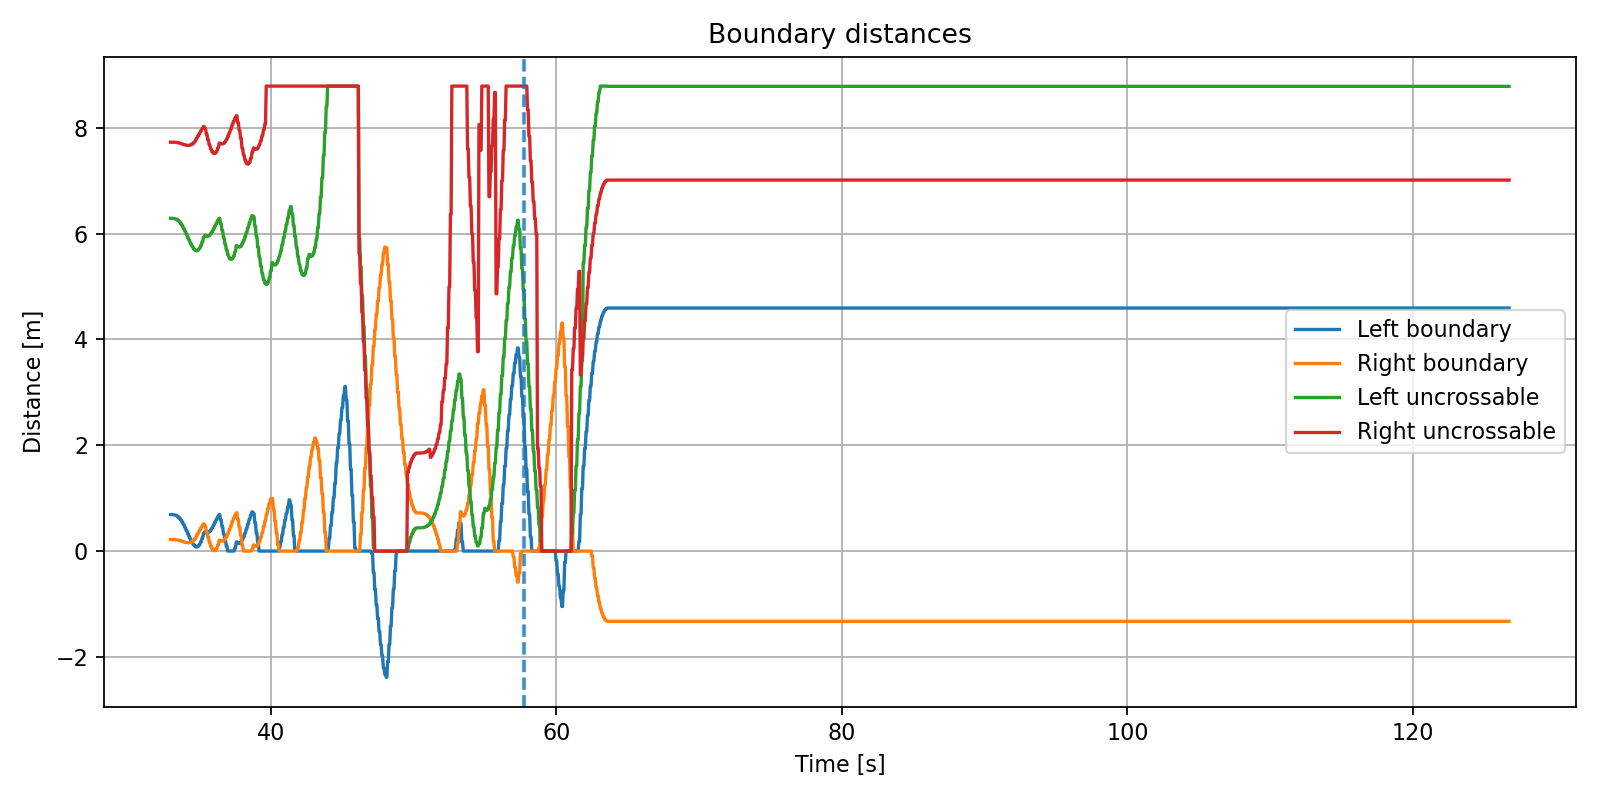 Boundary distances
Distance [m]
8
6
4
2
0
−2
40
60
80
100
120
Time [s]
Left boundary
Right boundary
Left uncrossable
Right uncrossable